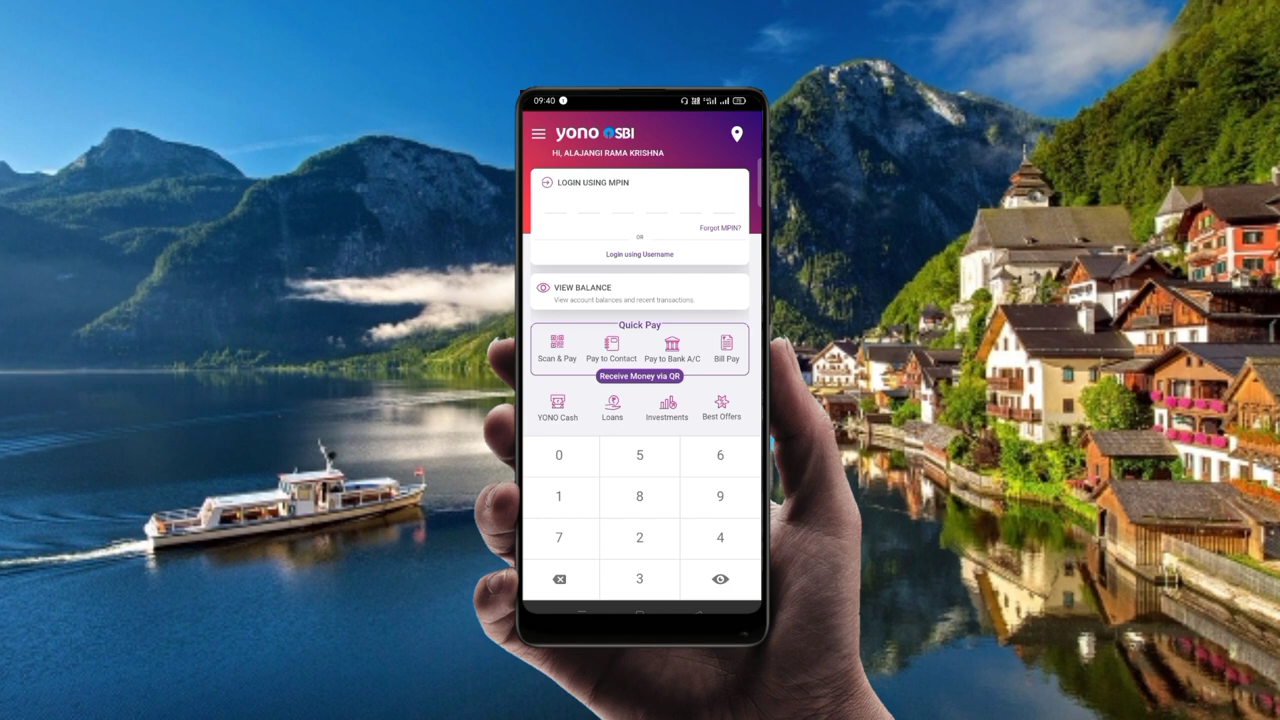 09:40
yono SBI
HI, ALAJANGI RAMA KRISHNA
LOGIN USING MPIN
Forgot MPIN?
OR
Login using Username
VIEW BALANCE
View account balances and recent transactions.
Quick Pay
Scan & Pay Pay to Contact Pay to Bank A/C Bill Pay
Receive Money via QR
YONO Cash Loans Investments Best Offers
0 5 6
1 8 9
7 2 4
3